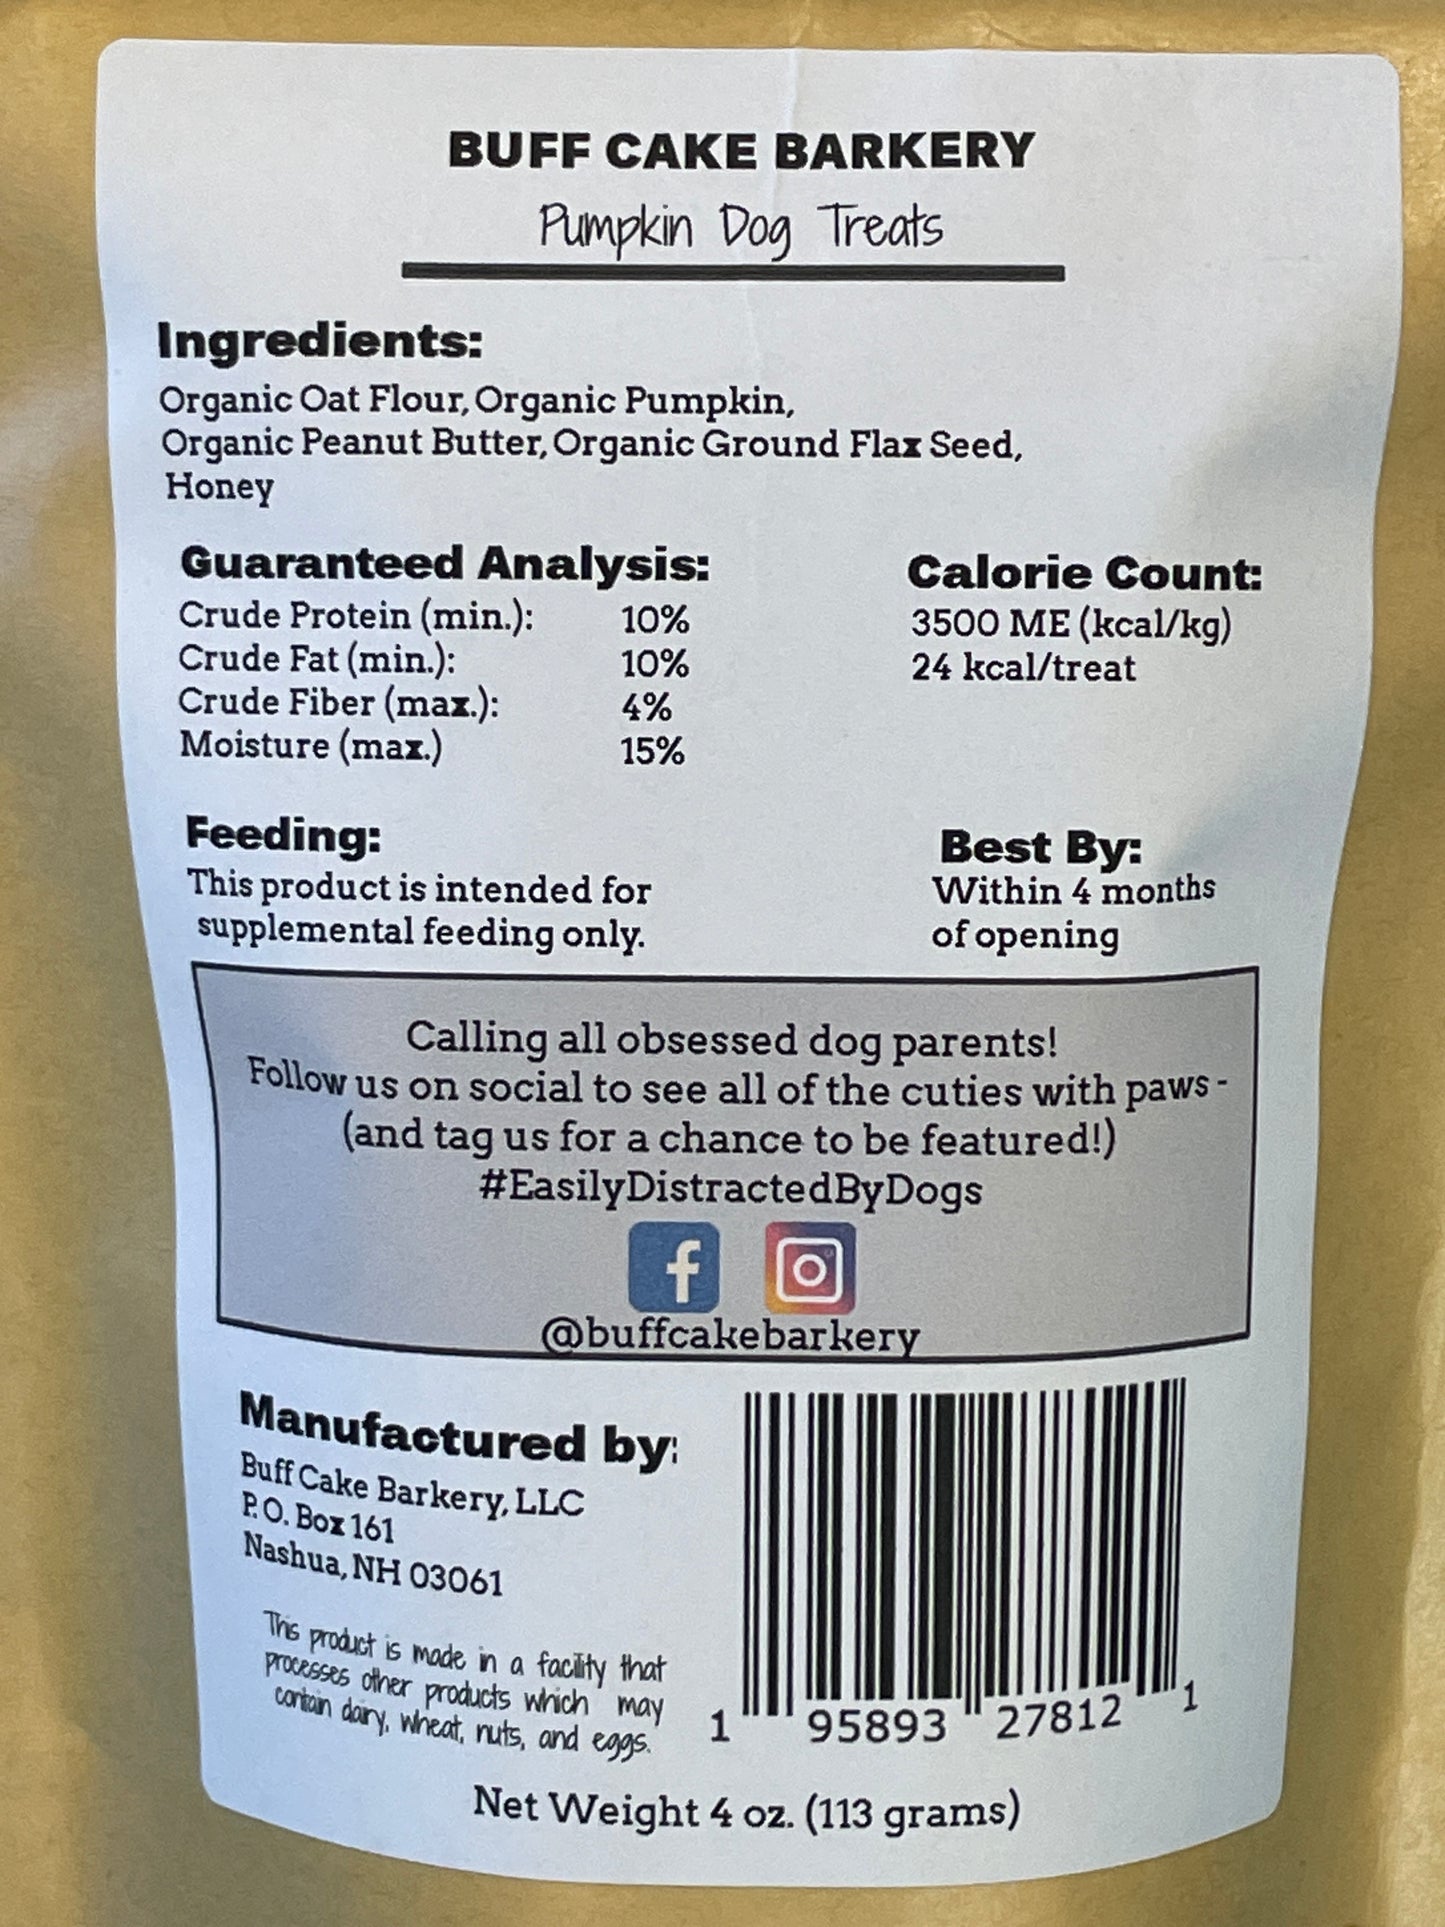 BUFF CAKE BARKERY
Pumpkin Dog Treats
Ingredients:
Organic Oat Flour, Organic Pumpkin,
Organic Peanut Butter, Organic Ground Flax Seed,
Honey
Guaranteed Analysis:
Crude Protein (min.): 10%
Crude Fat (min.): 10%
Crude Fiber (max.): 4%
Moisture (max.) 15%
Calorie Count:
3500 ME (kcal/kg)
24 kcal/treat
Feeding:
This product is intended for
supplemental feeding only.
Best By:
Within 4 months
of opening
Calling all obsessed dog parents!
Follow us on social to see all of the cuties with paws -
(and tag us for a chance to be featured!)
#EasilyDistractedByDogs
f
@buffcakebarkery
Manufactured by:
Buff Cake Barkery, LLC
P.O. Box 161
Nashua, NH 03061
This product is made in a facility that
processes other products which may
contain dairy, wheat, nuts, and eggs.
1 95893 27812 1
Net Weight 4 oz. (113 grams)